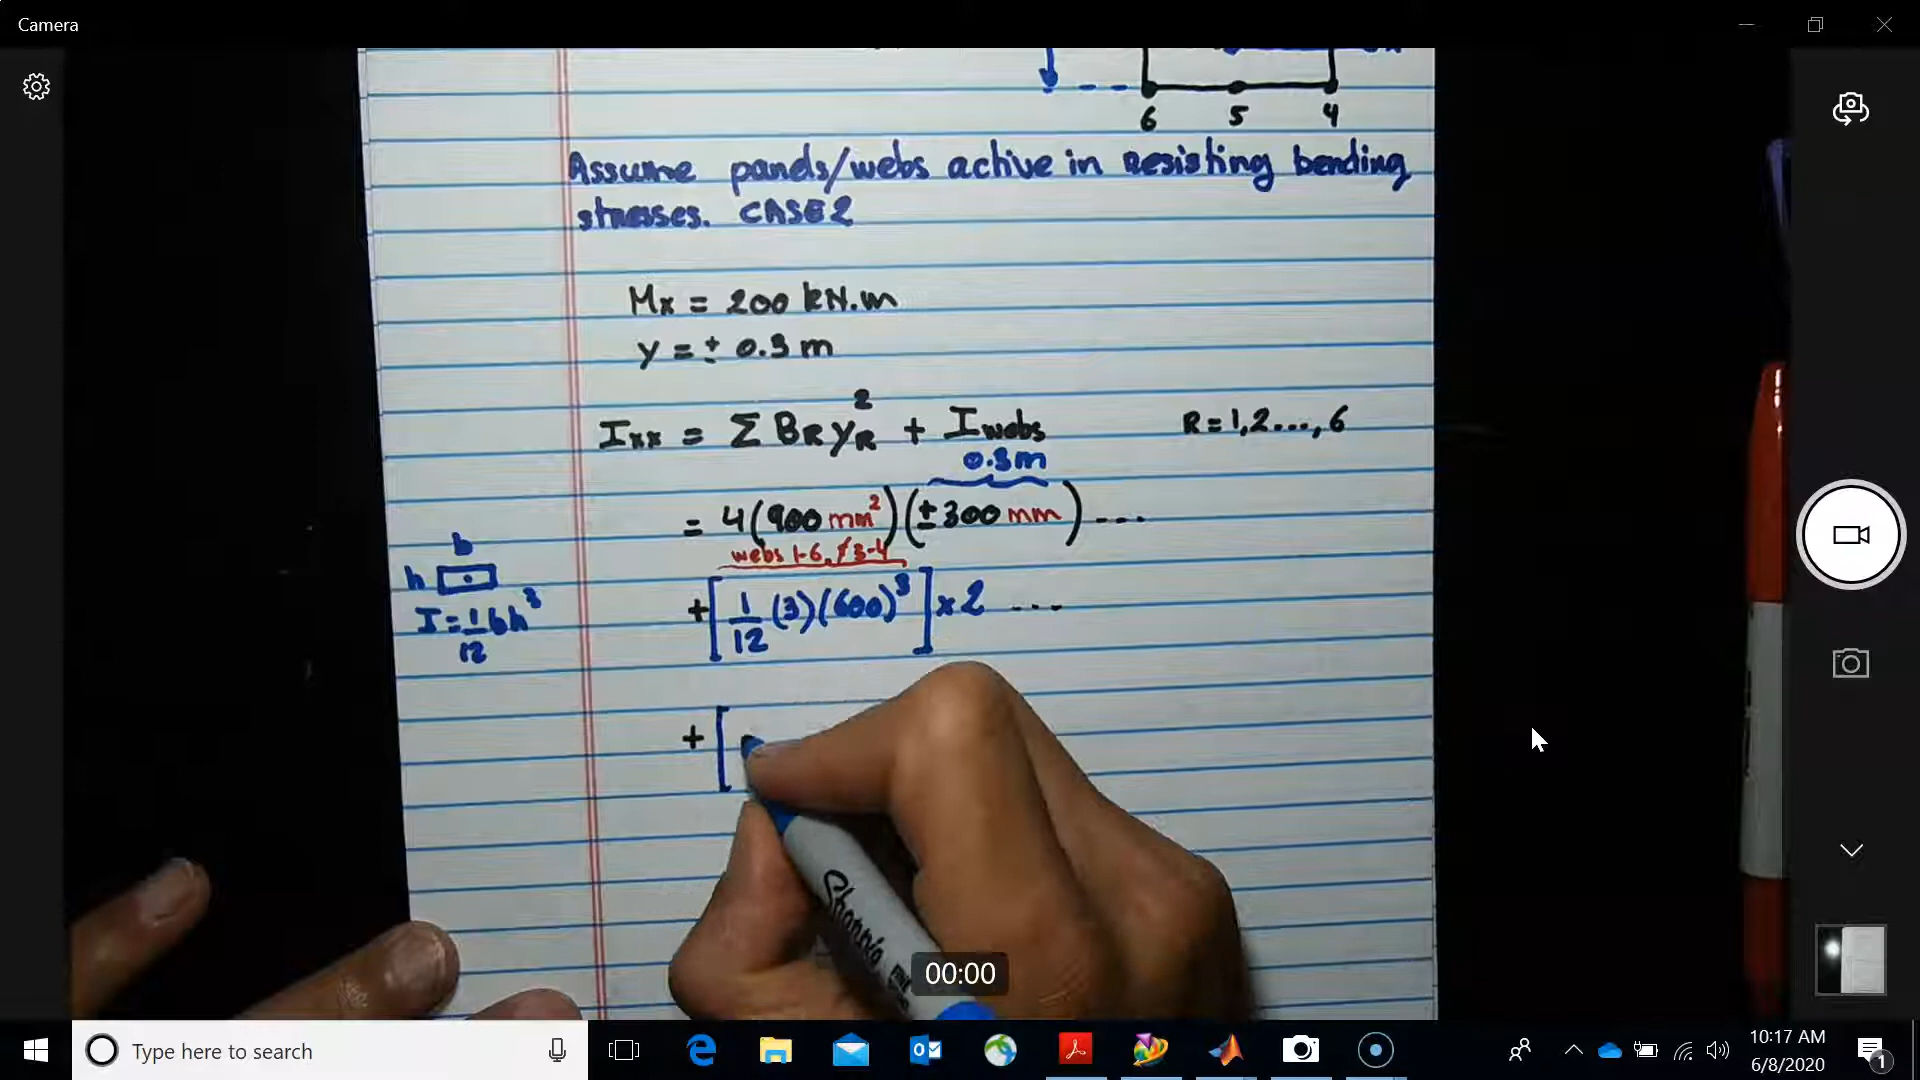 Camera
6 5 4
Assume panels/webs active in Resisting bending
stresses. CASE 2
Mx = 200 kN.m
y = ± 0.3 m
Ixx = Σ BR yR² + Iwebs R = 1,2...,6
0.3m
= 4(900 mm²)(±300 mm) ...
webs 1-6, & 3-4
+[1/12 (3)(600)³] x 2 ...
b
h
I = 1/12 bh³
+ [
Sharpie
00:00
Type here to search
10:17 AM
6/8/2020
1